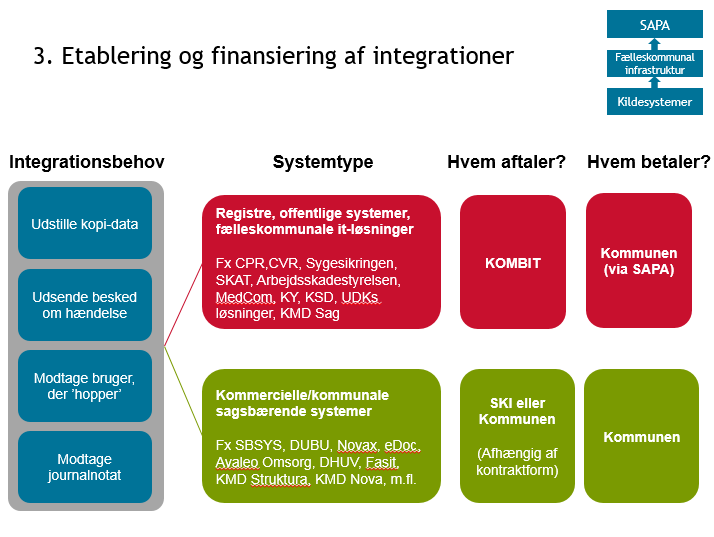 3. Etablering og finansiering af integrationer
SAPA
Fælleskommunal
infrastruktur
Kildesystemer
Integrationsbehov
Systemtype
Hvem aftaler?
Hvem betaler?
Udstille kopi-data
Udsende besked
om hændelse
Modtage bruger,
der ’hopper’
Modtage
journalnotat
Registre, offentlige systemer,
fælleskommunale it-løsninger
Fx CPR,CVR, Sygesikringen,
SKAT, Arbejdsskadestyrelsen,
MedCom, KY, KSD, UDKs
løsninger, KMD Sag
KOMBIT
Kommunen
(via SAPA)
Kommercielle/kommunale
sagsbærende systemer
Fx SBSYS, DUBU, Novax, eDoc,
Avaleo Omsorg, DHUV, Fasit,
KMD Struktura, KMD Nova, m.fl.
SKI eller
Kommunen
(Afhængig af
kontraktform)
Kommunen